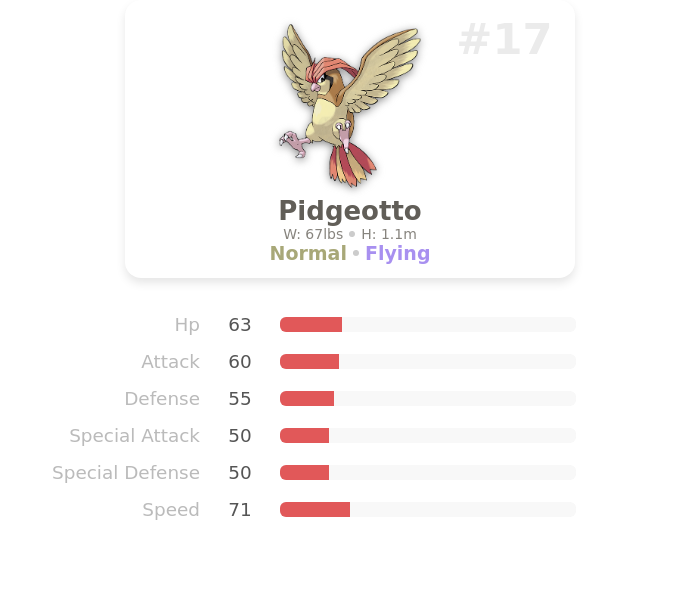 #17
Pidgeotto
W: 67lbs • H: 1.1m
Normal • Flying
Hp 63
Attack 60
Defense 55
Special Attack 50
Special Defense 50
Speed 71